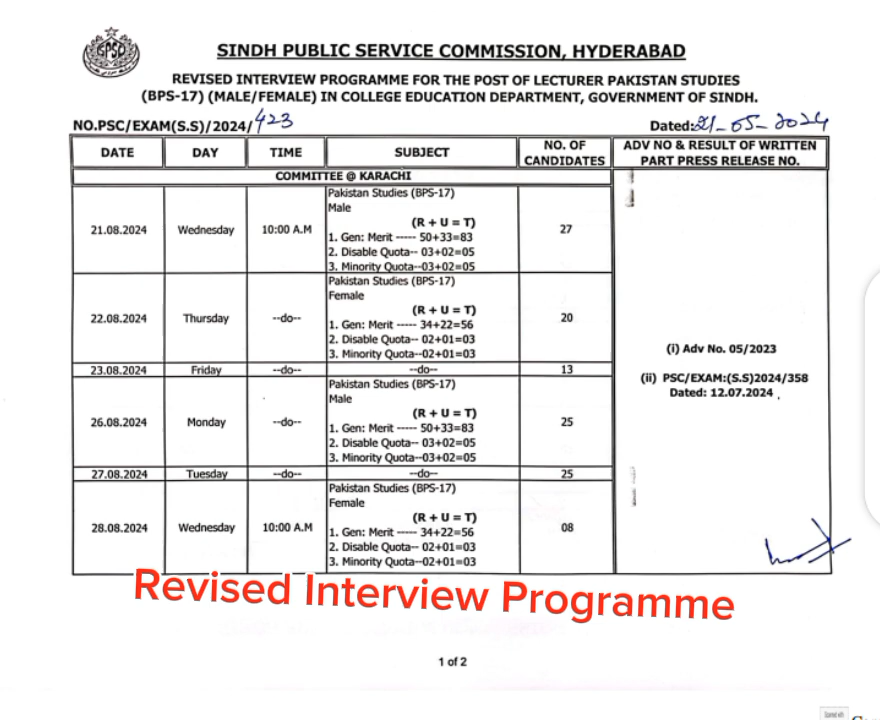 SPSC
SINDH PUBLIC SERVICE COMMISSION, HYDERABAD
REVISED INTERVIEW PROGRAMME FOR THE POST OF LECTURER PAKISTAN STUDIES
(BPS-17) (MALE/FEMALE) IN COLLEGE EDUCATION DEPARTMENT, GOVERNMENT OF SINDH.
NO.PSC/EXAM(S.S)/2024/423 Dated:21-05-2024
DATE DAY TIME SUBJECT NO. OF CANDIDATES ADV NO & RESULT OF WRITTEN PART PRESS RELEASE NO.
COMMITTEE @ KARACHI
21.08.2024 Wednesday 10:00 A.M
Pakistan Studies (BPS-17)
Male
(R + U = T)
1. Gen: Merit ----- 50+33=83
2. Disable Quota-- 03+02=05
3. Minority Quota--03+02=05
27
22.08.2024 Thursday --do--
Pakistan Studies (BPS-17)
Female
(R + U = T)
1. Gen: Merit ----- 34+22=56
2. Disable Quota-- 02+01=03
3. Minority Quota--02+01=03
20
23.08.2024 Friday --do-- --do-- 13
26.08.2024 Monday --do--
Pakistan Studies (BPS-17)
Male
(R + U = T)
1. Gen: Merit ----- 50+33=83
2. Disable Quota-- 03+02=05
3. Minority Quota--03+02=05
25
27.08.2024 Tuesday --do-- --do-- 25
28.08.2024 Wednesday 10:00 A.M
Pakistan Studies (BPS-17)
Female
(R + U = T)
1. Gen: Merit ----- 34+22=56
2. Disable Quota-- 02+01=03
3. Minority Quota--02+01=03
08
(i) Adv No. 05/2023
(ii) PSC/EXAM:(S.S)2024/358
Dated: 12.07.2024
Revised Interview Programme
1 of 2